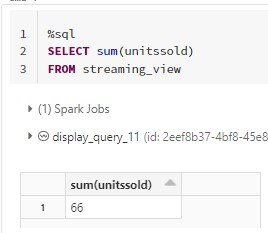 1 %sql
2 SELECT sum(unitssold)
3 FROM streaming_view
(1) Spark Jobs
display_query_11 (id: 2eef8b37-4bf8-45e8
sum(unitssold)
1 66